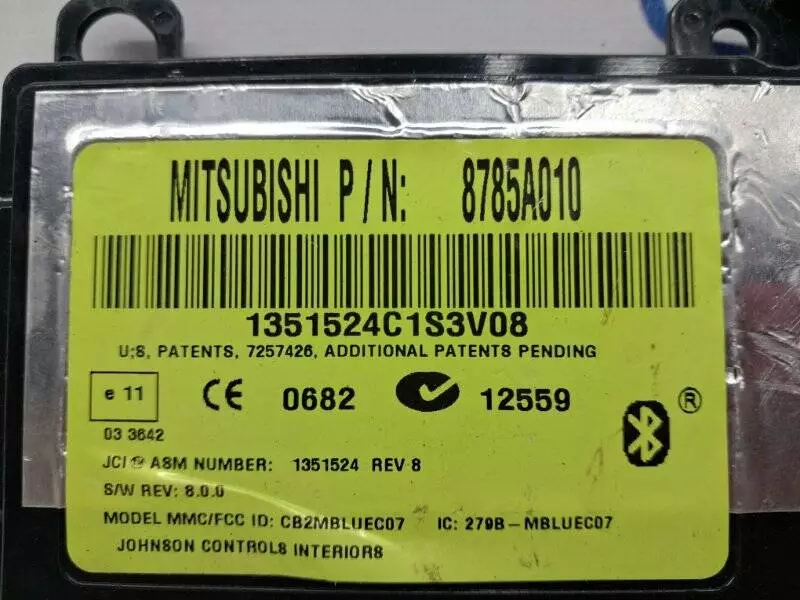 MITSUBISHI P/N: 8785A010
1351524C1S3V08
U.S. PATENTS, 7257426, ADDITIONAL PATENTS PENDING
e 11 CE 0682 12559
®
03 3642
JCI® ASM NUMBER: 1351524 REV 8
S/W REV: 8.0.0
MODEL MMC/FCC ID: CB2MBLUEC07 IC: 279B-MBLUEC07
JOHNSON CONTROLS INTERIORS